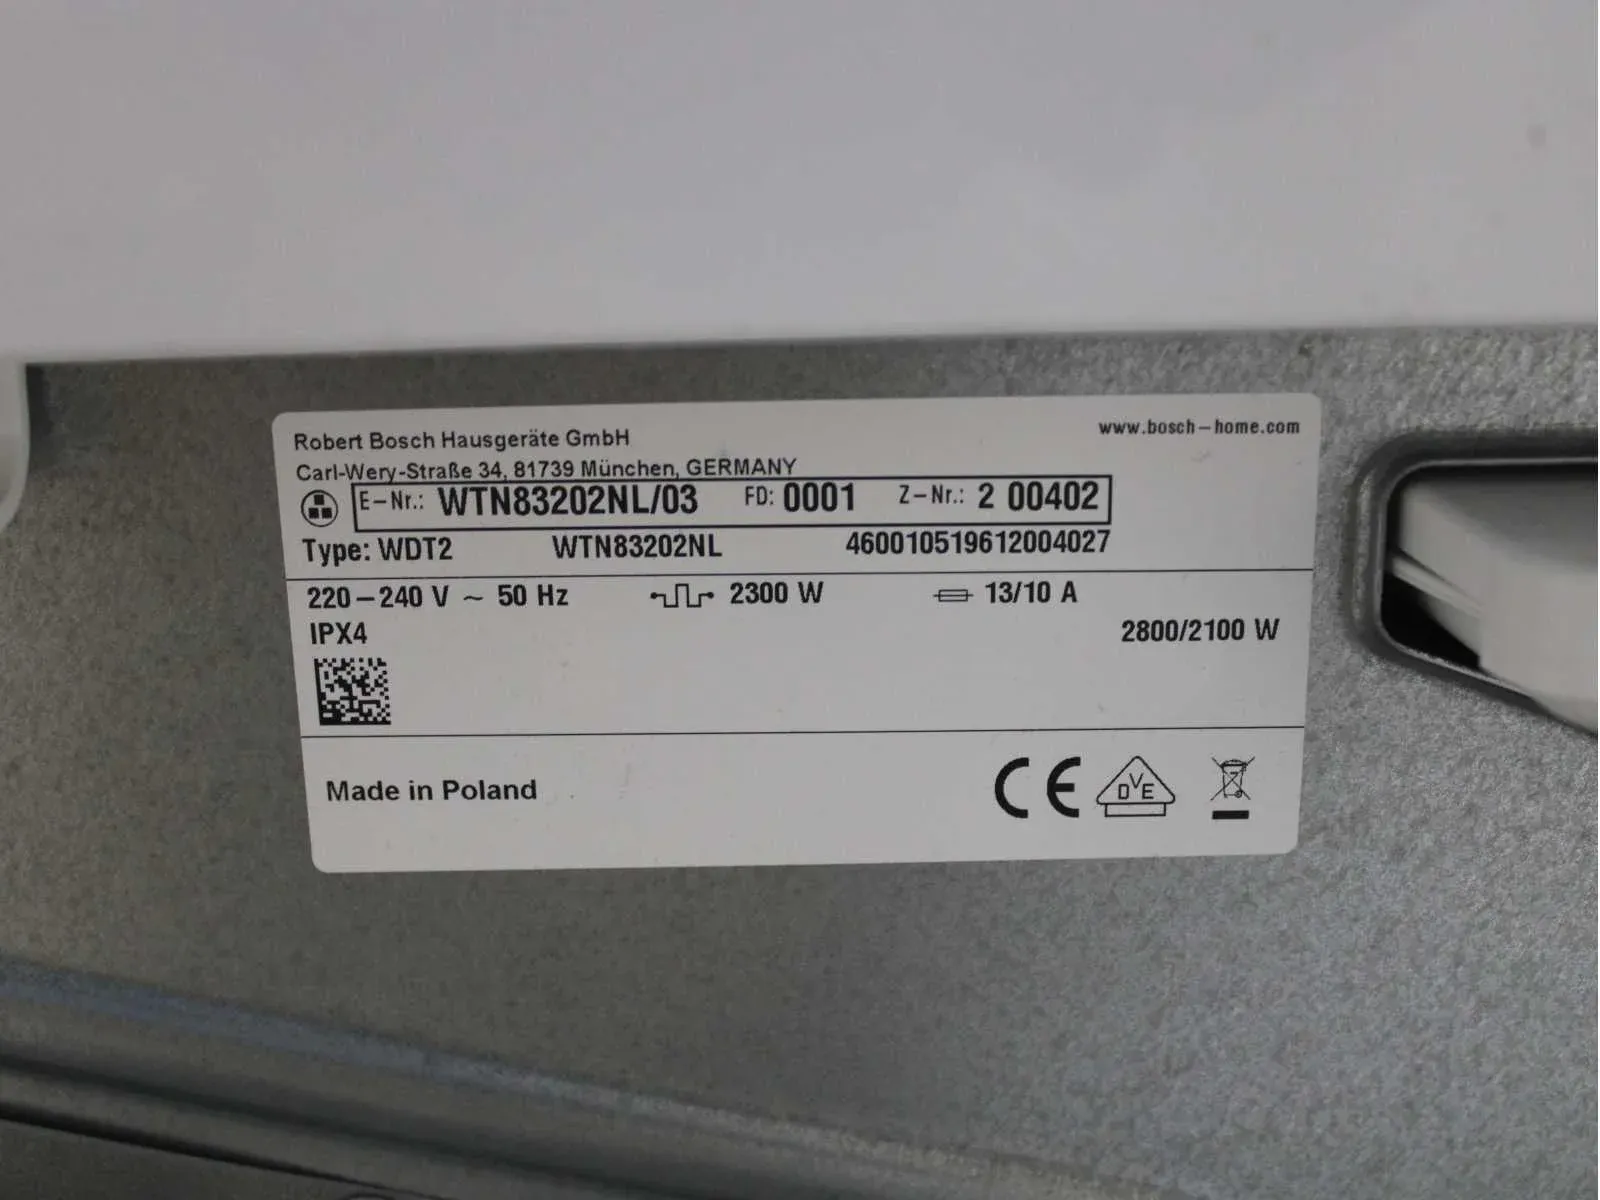 Robert Bosch Hausgeräte GmbH
www.bosch-home.com
Carl-Wery-Straße 34, 81739 München, GERMANY
E-Nr.: WTN83202NL/03 FD: 0001 Z-Nr.: 2 00402
Type: WDT2 WTN83202NL 460010519612004027
220-240 V ~ 50 Hz 2300 W 13/10 A
IPX4 2800/2100 W
Made in Poland
CE DVE